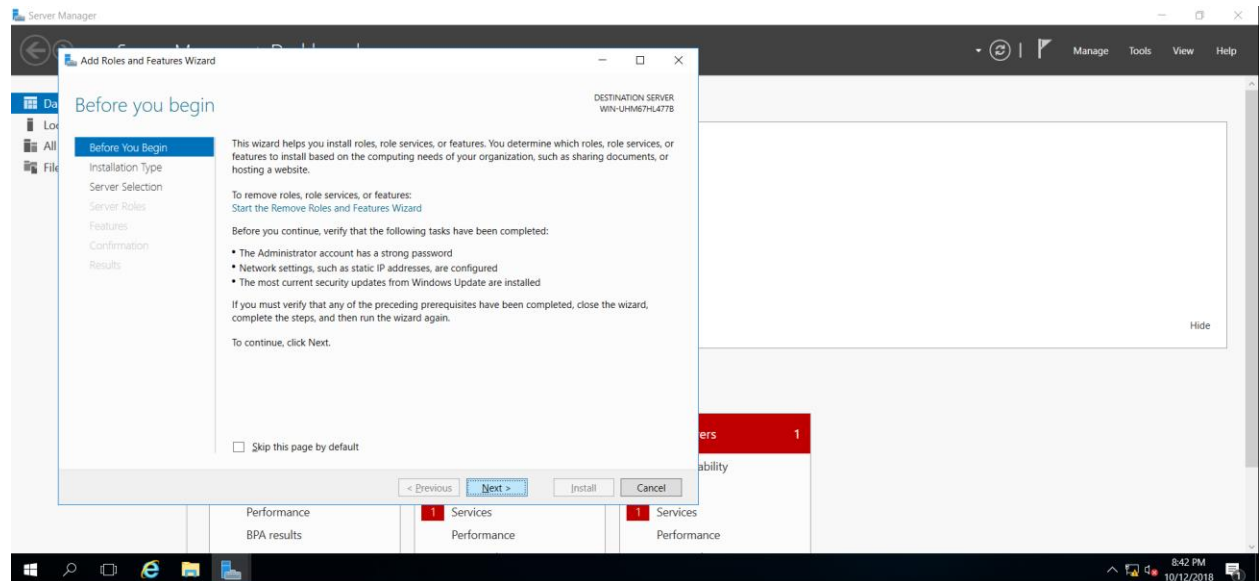 Server Manager
Manage Tools View Help
Add Roles and Features Wizard
Before you begin
DESTINATION SERVER
WIN-UHM67HL477B
Before You Begin
Installation Type
Server Selection
Server Roles
Features
Confirmation
Results
This wizard helps you install roles, role services, or features. You determine which roles, role services, or
features to install based on the computing needs of your organization, such as sharing documents, or
hosting a website.
To remove roles, role services, or features:
Start the Remove Roles and Features Wizard
Before you continue, verify that the following tasks have been completed:
• The Administrator account has a strong password
• Network settings, such as static IP addresses, are configured
• The most current security updates from Windows Update are installed
If you must verify that any of the preceding prerequisites have been completed, close the wizard,
complete the steps, and then run the wizard again.
To continue, click Next.
Skip this page by default
< Previous Next > Install Cancel
Da
Loc
All
File
Hide
ers 1
ability
1 Services
1 Services
Performance
BPA results
Performance
Performance
8:42 PM
10/12/2018